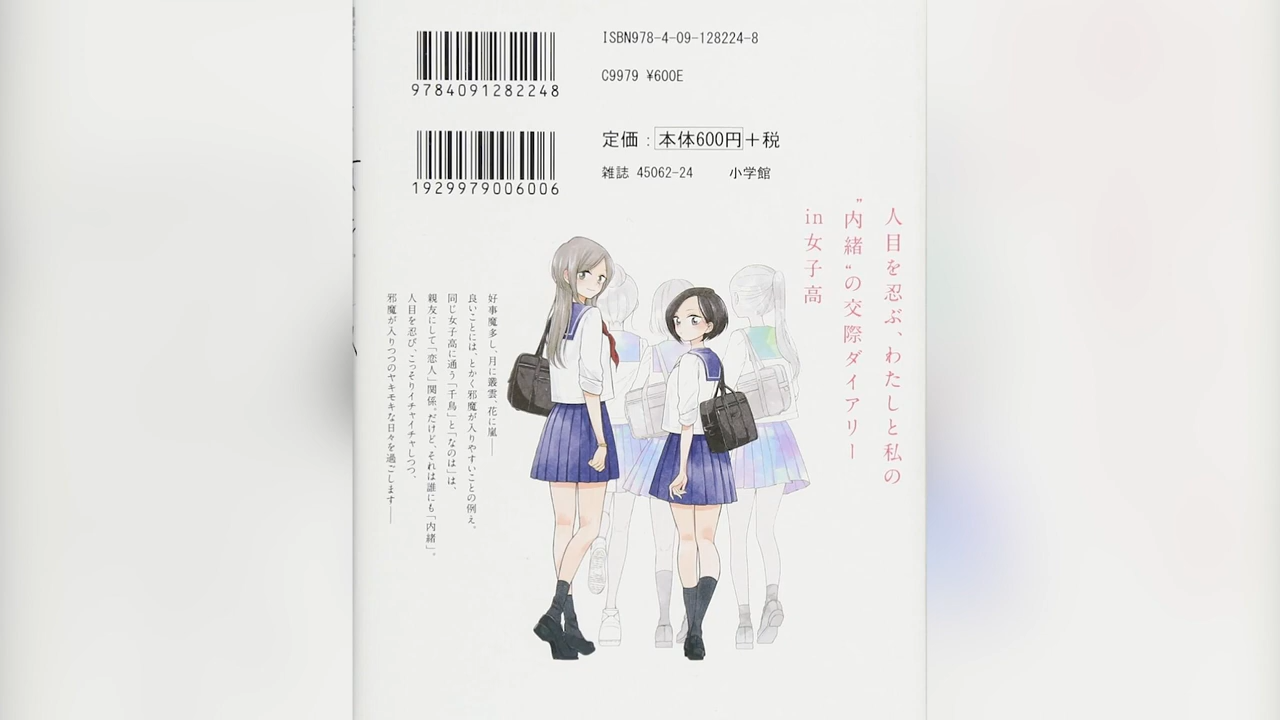 ISBN978-4-09-128224-8
9784091282248
C9979 ¥600E
定価：本体600円＋税
1929979006006
雑誌 45062-24 小学館
人目を忍ぶ、わたしと私の
”内緒“の交際ダイアリー
in女子高
好事魔多し、月に叢雲、花に嵐――
良いことには、とかく邪魔が入りやすいことの例え。
同じ女子高に通う「千鳥」と「なのは」は、
親友にして「恋人」関係。だけど、それは誰にも「内緒」。
人目を忍び、こっそりイチャイチャしつつ、
邪魔が入りつつのヤキモキな日々を過ごします――